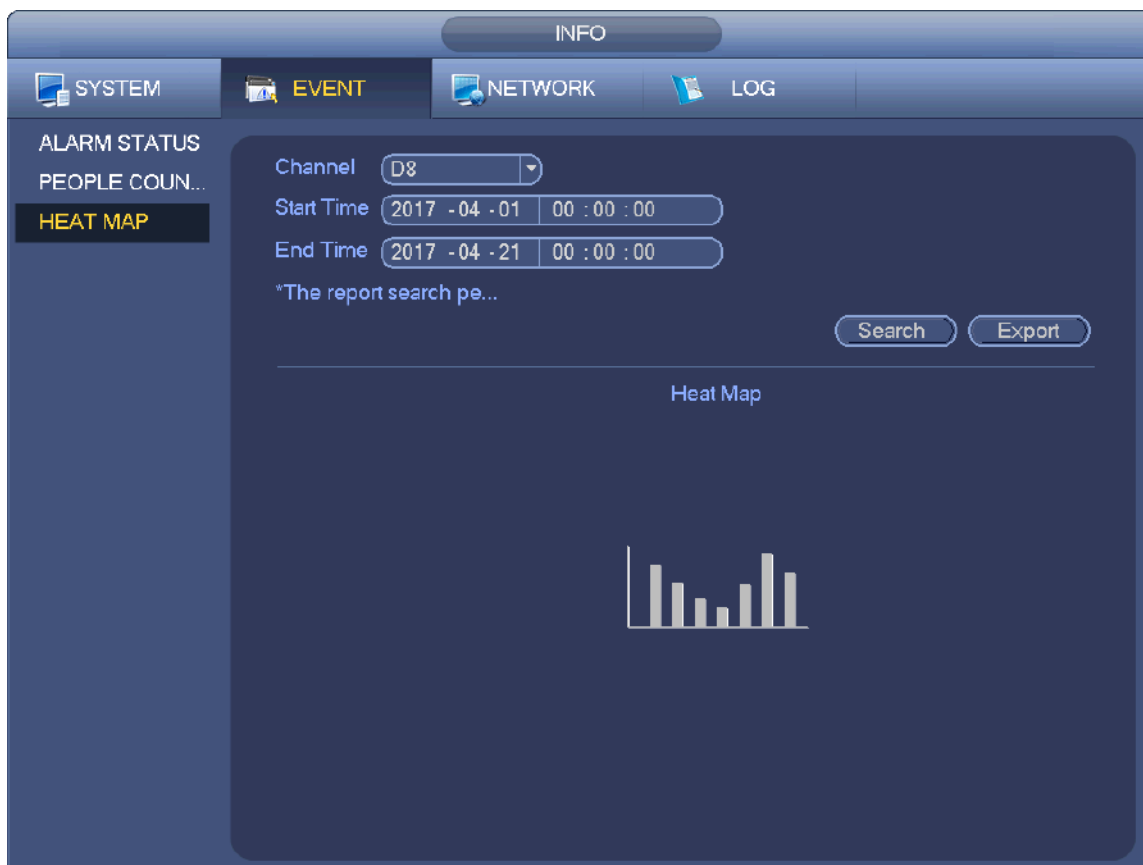 INFO
SYSTEM EVENT NETWORK LOG
ALARM STATUS
PEOPLE COUN...
HEAT MAP
Channel D8
Start Time 2017 - 04 - 01 00 : 00 : 00
End Time 2017 - 04 - 21 00 : 00 : 00
*The report search pe...
Search Export
Heat Map